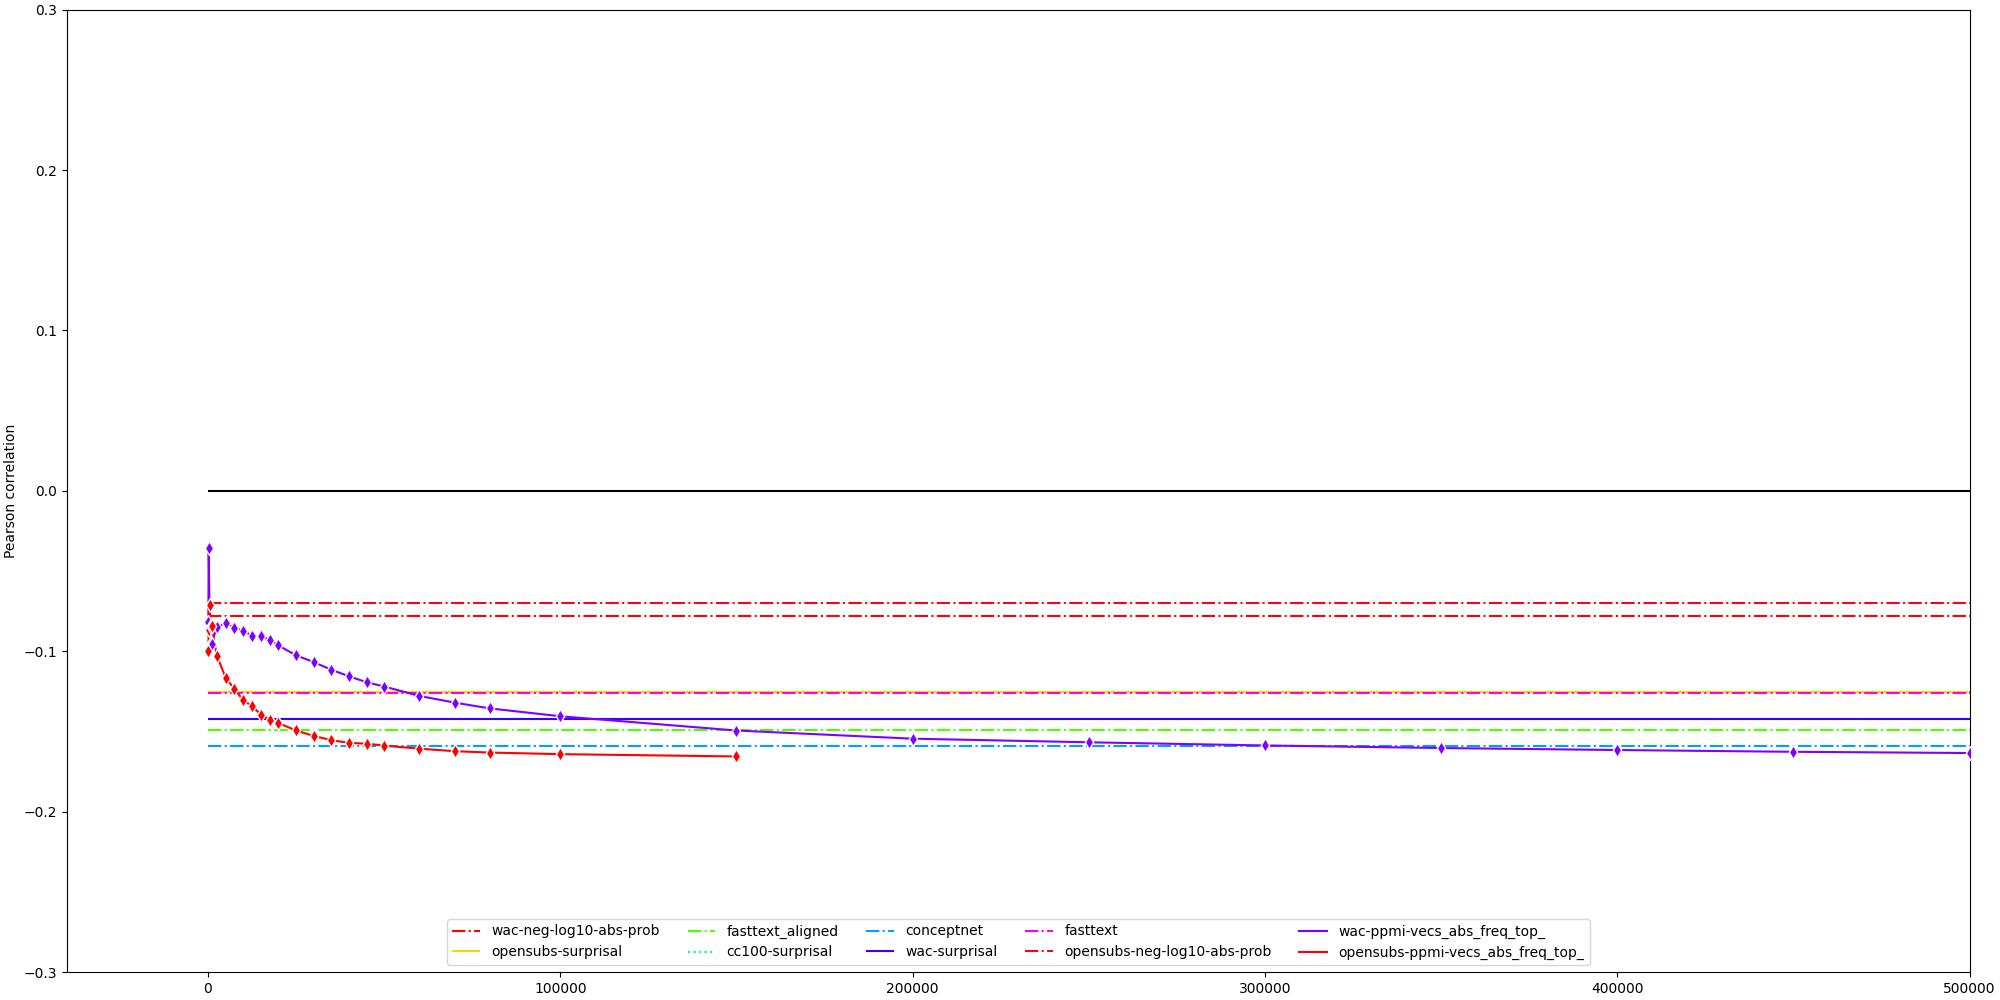 0.3
0.2
0.1
0.0
−0.1
−0.2
−0.3
Pearson correlation
wac-neg-log10-abs-prob
opensubs-surprisal
fasttext_aligned
cc100-surprisal
conceptnet
wac-surprisal
fasttext
opensubs-neg-log10-abs-prob
wac-ppmi-vecs_abs_freq_top_
opensubs-ppmi-vecs_abs_freq_top_
0 100000 200000 300000 400000 500000